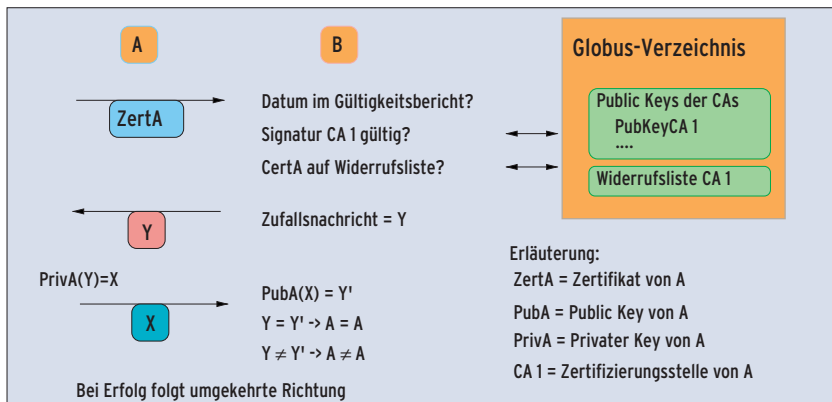 A
B
Globus-Verzeichnis
ZertA
Datum im Gültigkeitsbericht?
Signatur CA 1 gültig?
CertA auf Widerrufsliste?
Public Keys der CAs
PubKeyCA 1
....
Widerrufsliste CA 1
Y
Zufallsnachricht = Y
PrivA(Y)=X
X
PubA(X) = Y'
Y = Y' -> A = A
Y ≠ Y' -> A ≠ A
Bei Erfolg folgt umgekehrte Richtung
Erläuterung:
ZertA = Zertifikat von A
PubA = Public Key von A
PrivA = Privater Key von A
CA 1 = Zertifizierungsstelle von A